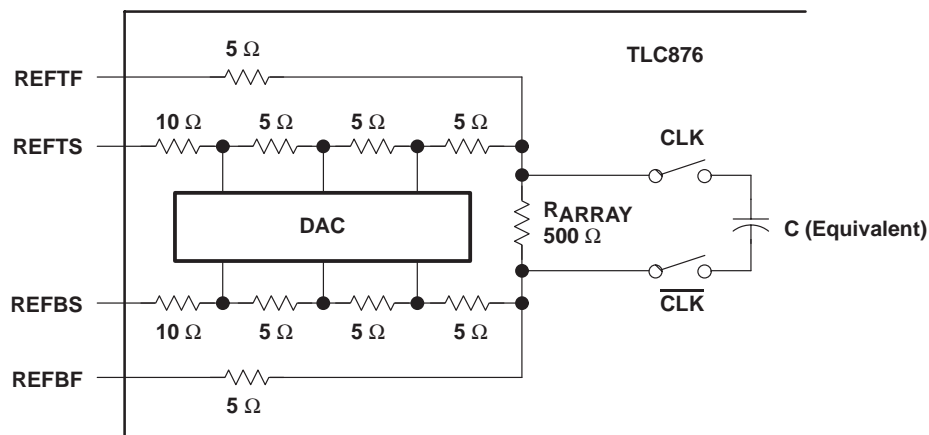 5 Ω
TLC876
REFTF
10 Ω
5 Ω
5 Ω
5 Ω
REFTS
CLK
DAC
RARRAY
500 Ω
C (Equivalent)
REFBS
CLK
10 Ω
5 Ω
5 Ω
5 Ω
REFBF
5 Ω